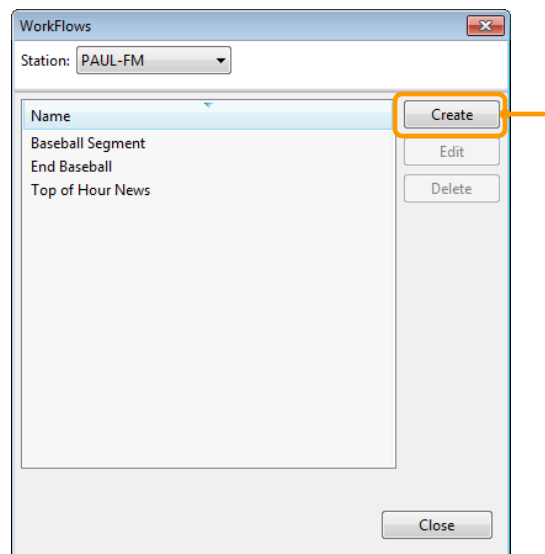 WorkFlows
Station: PAUL-FM
Name
Create
Baseball Segment
Edit
End Baseball
Top of Hour News
Delete
Close